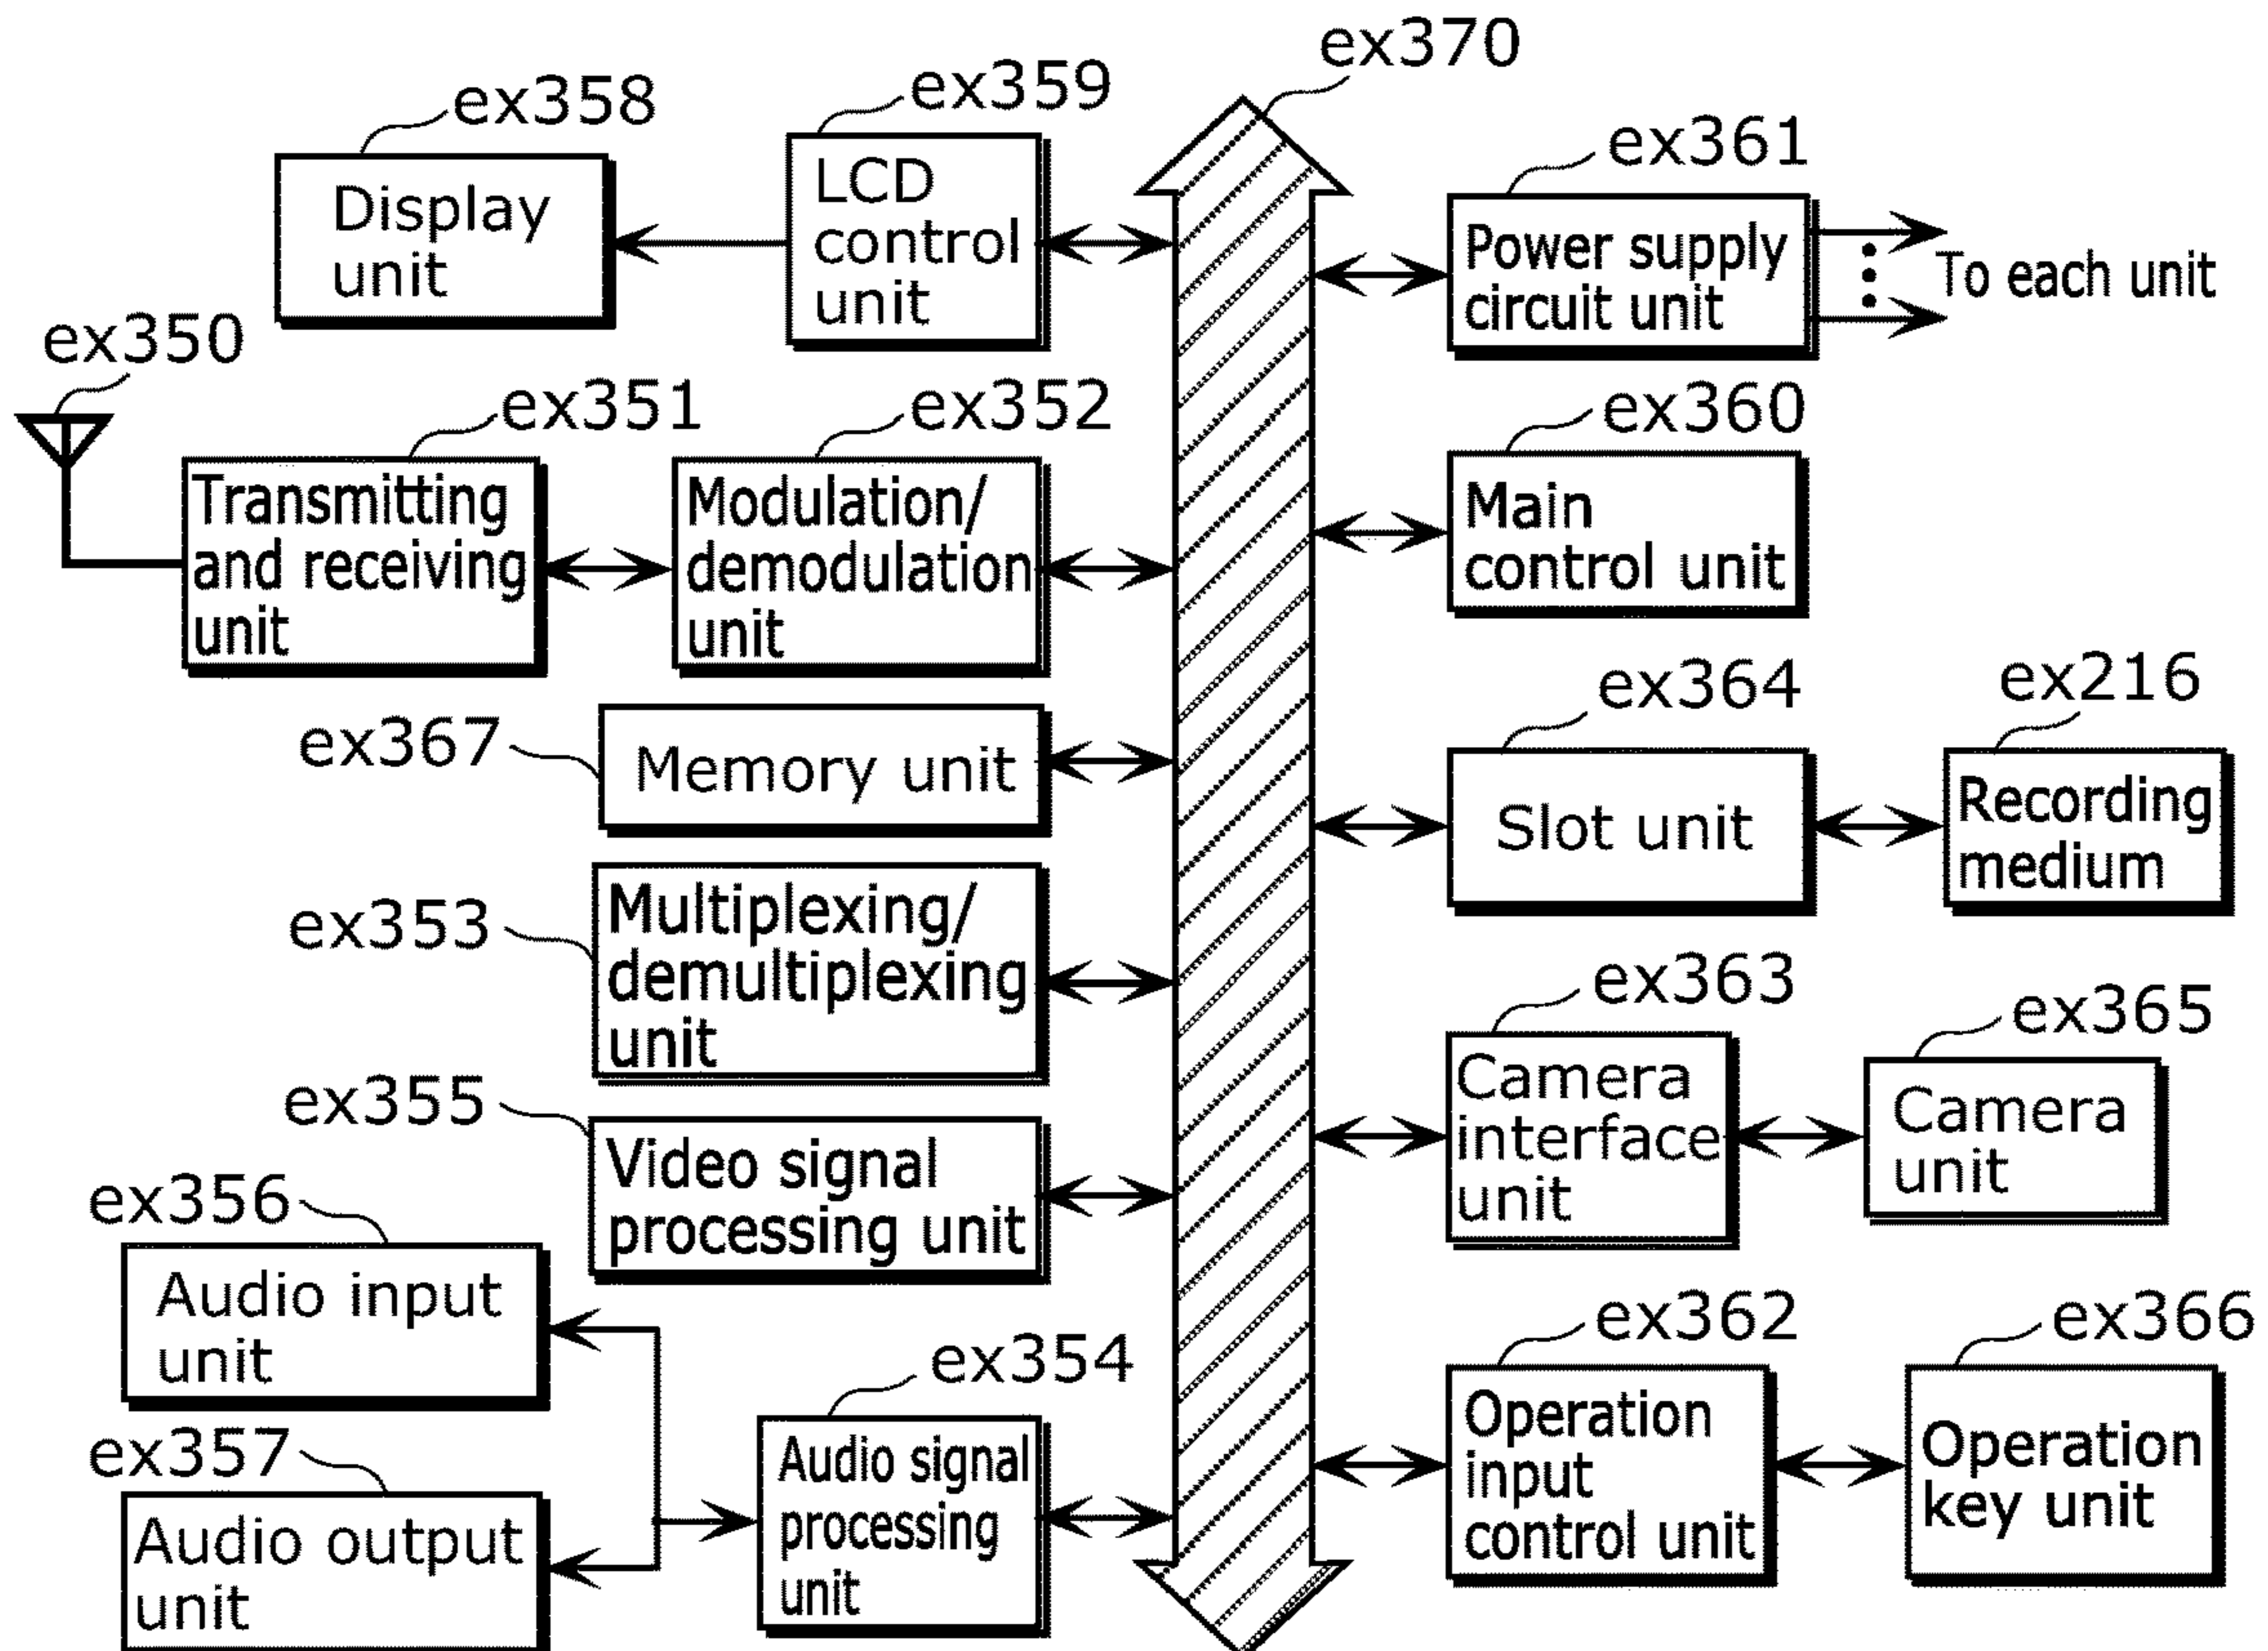 ex370
ex358
ex359
Display
unit
LCD
control
unit
ex361
Power supply
circuit unit
To each unit
ex350
ex351
ex352
Transmitting
and receiving
unit
Modulation/
demodulation
unit
ex360
Main
control unit
ex367
Memory unit
ex364
ex216
Slot unit
Recording
medium
ex353
Multiplexing/
demultiplexing
unit
ex363
ex365
Camera
interface
unit
Camera
unit
ex355
Video signal
processing unit
ex356
Audio input
unit
ex357
Audio output
unit
ex354
Audio signal
processing
unit
ex362
ex366
Operation
input
control unit
Operation
key unit